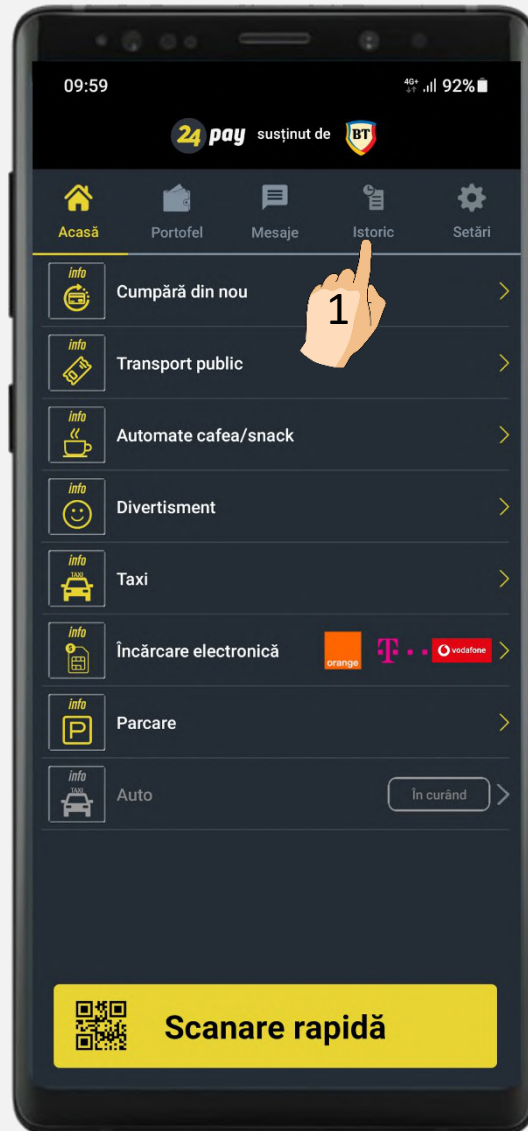 09:59 4G+ 92%
24 pay susținut de BT
Acasă Portofel Mesaje Istoric Setări
1
info
Cumpără din nou
info
Transport public
info
Automate cafea/snack
info
Divertisment
info
TAXI
Taxi
info
Încărcare electronică orange T vodafone
info
P
Parcare
info
TAXI
Auto În curând
Scanare rapidă